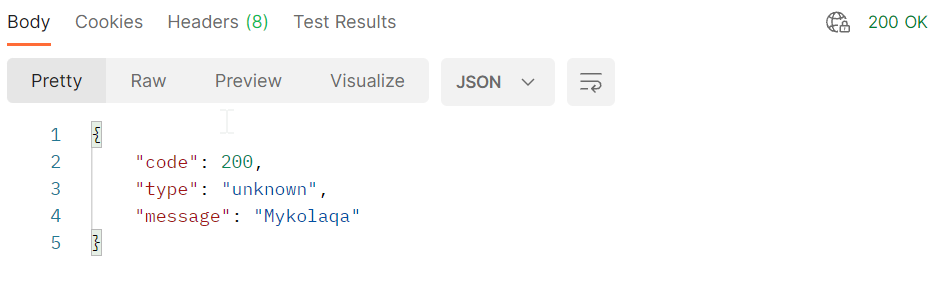 Body Cookies Headers (8) Test Results 200 OK
Pretty Raw Preview Visualize JSON
1 {
2 "code": 200,
3 "type": "unknown",
4 "message": "Mykolaqa"
5 }